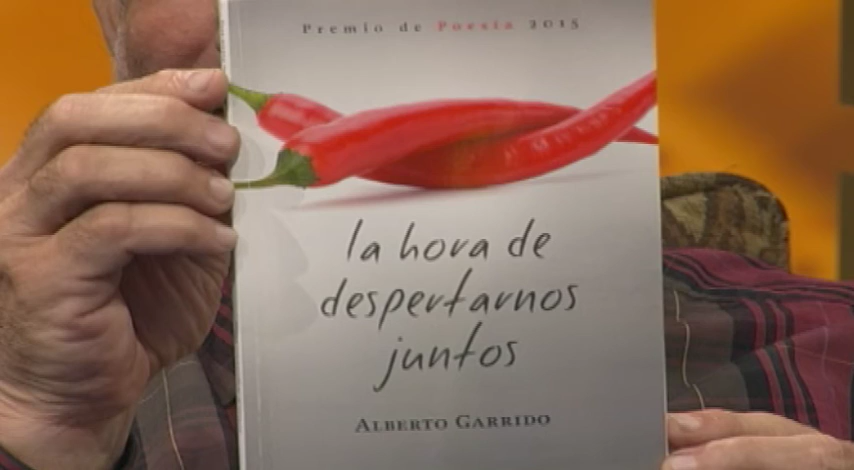 Premio de Poesía 2015
la hora de
despertarnos
juntos
ALBERTO GARRIDO